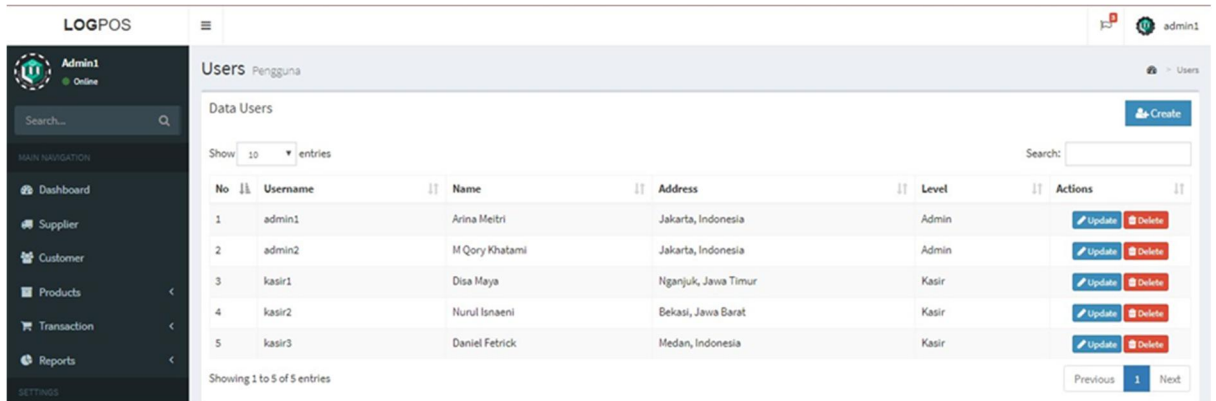 LOGPOS
3
admin1
Admin1
Online
Search...
MAIN NAVIGATION
Dashboard
Supplier
Customer
Products
Transaction
Reports
SETTINGS
Users Pengguna
> Users
Data Users
Create
Show 10 entries
Search:
No Username Name Address Level Actions
1 admin1 Arina Meitri Jakarta, Indonesia Admin Update Delete
2 admin2 M Qory Khatami Jakarta, Indonesia Admin Update Delete
3 kasir1 Disa Maya Nganjuk, Jawa Timur Kasir Update Delete
4 kasir2 Nurul Isnaeni Bekasi, Jawa Barat Kasir Update Delete
5 kasir3 Daniel Fetrick Medan, Indonesia Kasir Update Delete
Showing 1 to 5 of 5 entries
Previous 1 Next